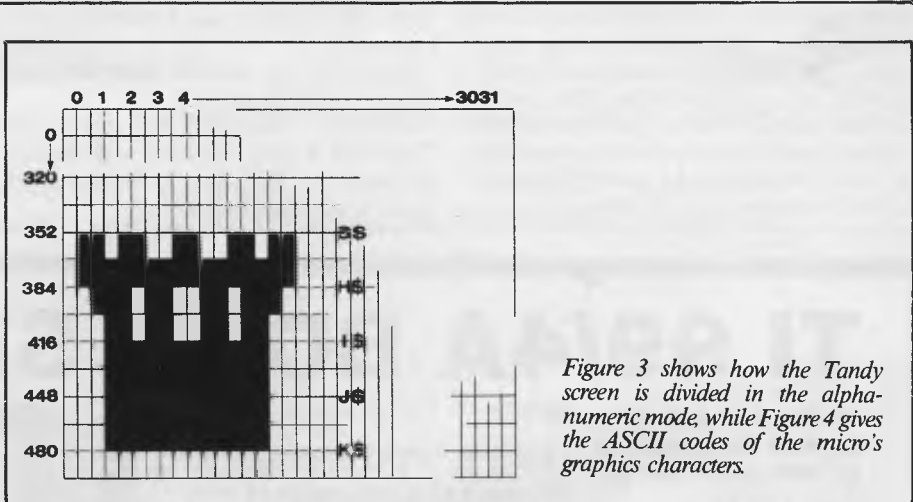 0 1 2 3 4 3031
0
320
352 G$
384 H$
416 I$
448 J$
480 K$
Figure 3 shows how the Tandy
screen is divided in the alpha-
numeric mode, while Figure 4 gives
the ASCII codes of the micro's
graphics characters.